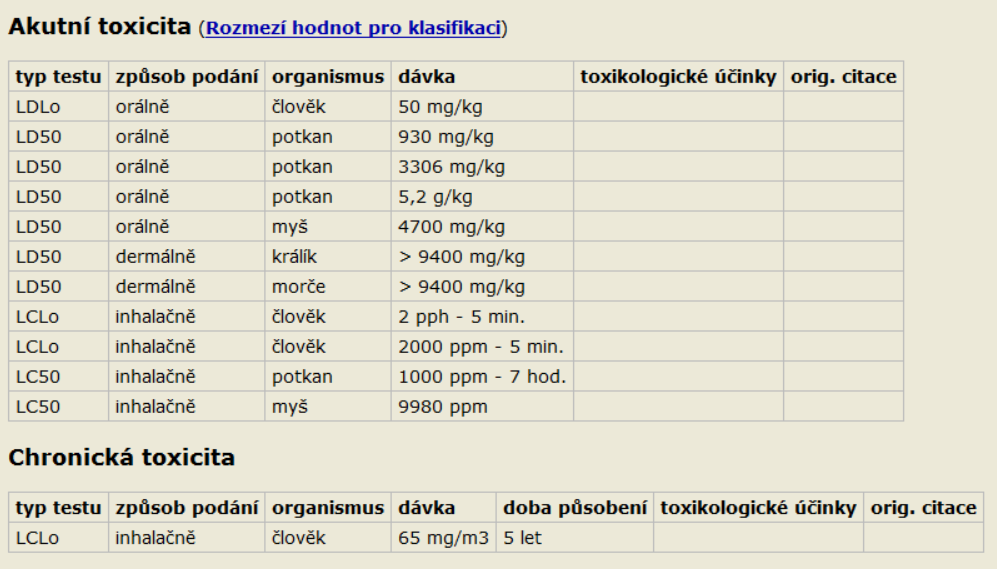 Akutní toxicita (Rozmezí hodnot pro klasifikaci)
typ testu způsob podání organismus dávka toxikologické účinky orig. citace
LDLo orálně člověk 50 mg/kg
LD50 orálně potkan 930 mg/kg
LD50 orálně potkan 3306 mg/kg
LD50 orálně potkan 5,2 g/kg
LD50 orálně myš 4700 mg/kg
LD50 dermálně králík > 9400 mg/kg
LD50 dermálně morče > 9400 mg/kg
LCLo inhalačně člověk 2 pph - 5 min.
LCLo inhalačně člověk 2000 ppm - 5 min.
LC50 inhalačně potkan 1000 ppm - 7 hod.
LC50 inhalačně myš 9980 ppm
Chronická toxicita
typ testu způsob podání organismus dávka doba působení toxikologické účinky orig. citace
LCLo inhalačně člověk 65 mg/m3 5 let